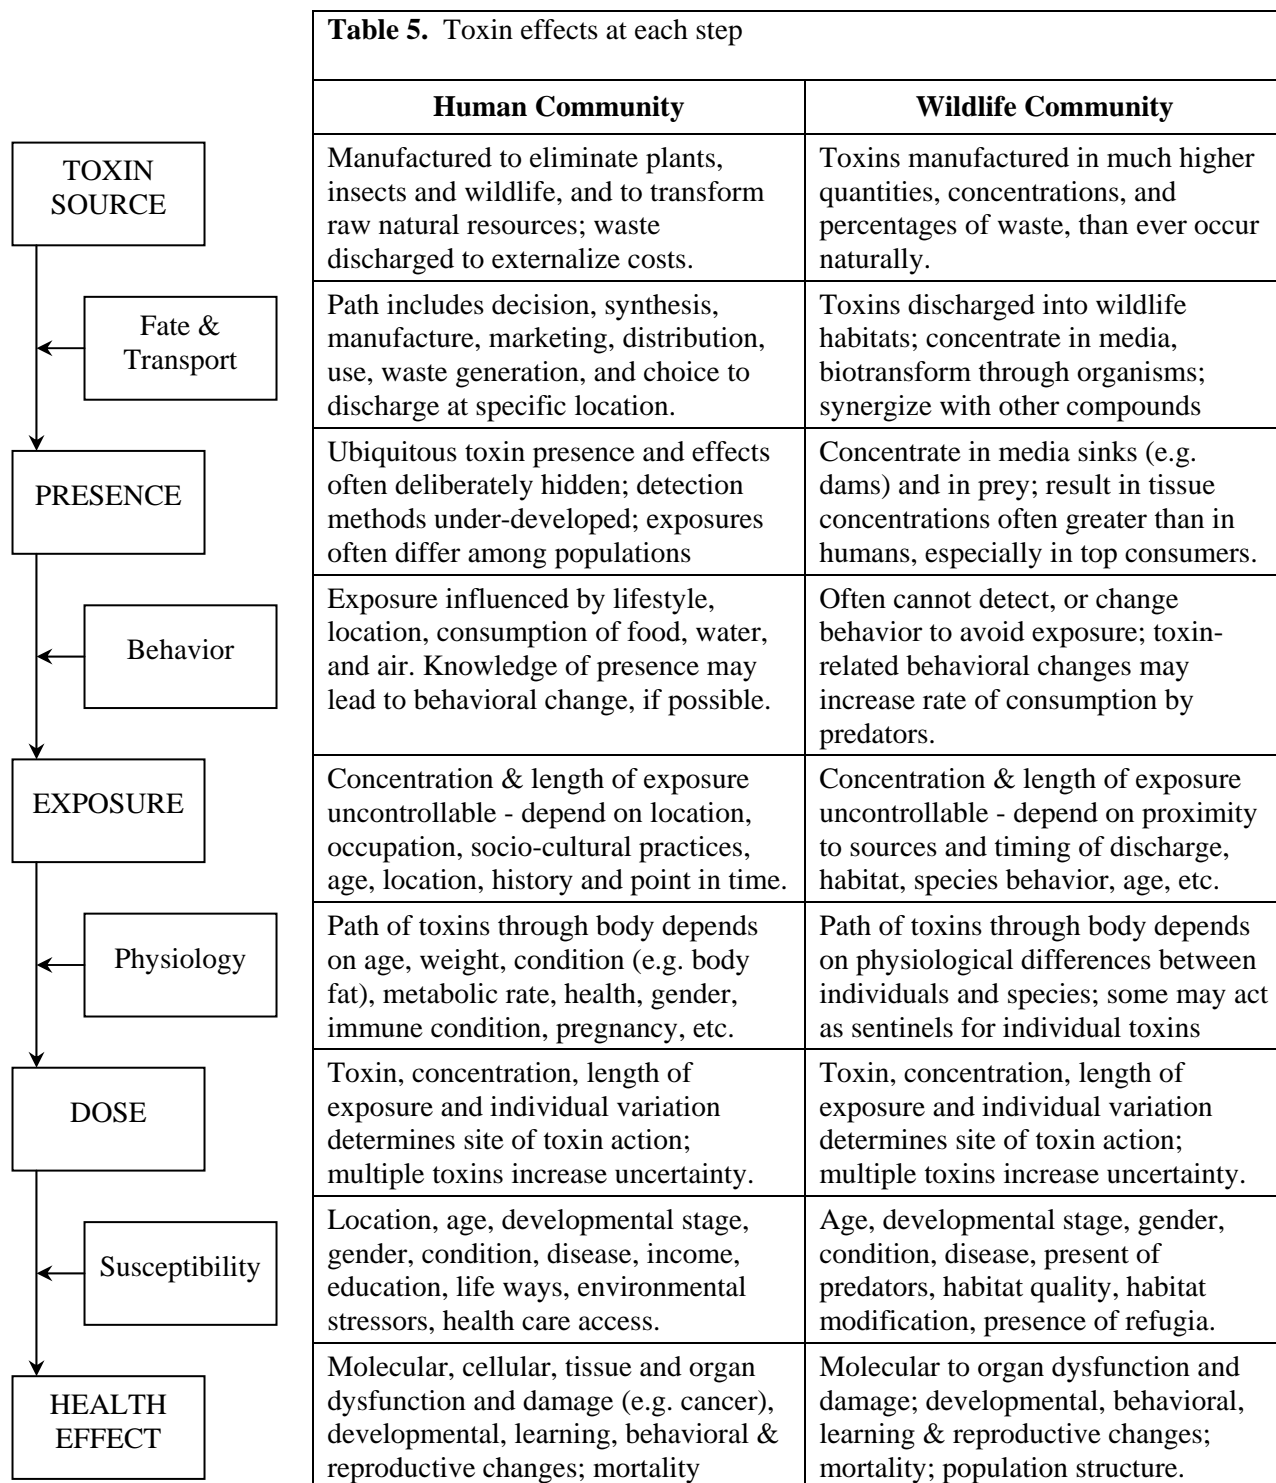 Table 5. Toxin effects at each step
Human Community
Wildlife Community
TOXIN
SOURCE
Manufactured to eliminate plants,
insects and wildlife, and to transform
raw natural resources; waste
discharged to externalize costs.
Toxins manufactured in much higher
quantities, concentrations, and
percentages of waste, than ever occur
naturally.
Fate &
Transport
Path includes decision, synthesis,
manufacture, marketing, distribution,
use, waste generation, and choice to
discharge at specific location.
Toxins discharged into wildlife
habitats; concentrate in media,
biotransform through organisms;
synergize with other compounds
PRESENCE
Ubiquitous toxin presence and effects
often deliberately hidden; detection
methods under-developed; exposures
often differ among populations
Concentrate in media sinks (e.g.
dams) and in prey; result in tissue
concentrations often greater than in
humans, especially in top consumers.
Behavior
Exposure influenced by lifestyle,
location, consumption of food, water,
and air. Knowledge of presence may
lead to behavioral change, if possible.
Often cannot detect, or change
behavior to avoid exposure; toxin-
related behavioral changes may
increase rate of consumption by
predators.
EXPOSURE
Concentration & length of exposure
uncontrollable - depend on location,
occupation, socio-cultural practices,
age, location, history and point in time.
Concentration & length of exposure
uncontrollable - depend on proximity
to sources and timing of discharge,
habitat, species behavior, age, etc.
Physiology
Path of toxins through body depends
on age, weight, condition (e.g. body
fat), metabolic rate, health, gender,
immune condition, pregnancy, etc.
Path of toxins through body depends
on physiological differences between
individuals and species; some may act
as sentinels for individual toxins
DOSE
Toxin, concentration, length of
exposure and individual variation
determines site of toxin action;
multiple toxins increase uncertainty.
Toxin, concentration, length of
exposure and individual variation
determines site of toxin action;
multiple toxins increase uncertainty.
Susceptibility
Location, age, developmental stage,
gender, condition, disease, income,
education, life ways, environmental
stressors, health care access.
Age, developmental stage, gender,
condition, disease, present of
predators, habitat quality, habitat
modification, presence of refugia.
HEALTH
EFFECT
Molecular, cellular, tissue and organ
dysfunction and damage (e.g. cancer),
developmental, learning, behavioral &
reproductive changes; mortality
Molecular to organ dysfunction and
damage; developmental, behavioral,
learning & reproductive changes;
mortality; population structure.